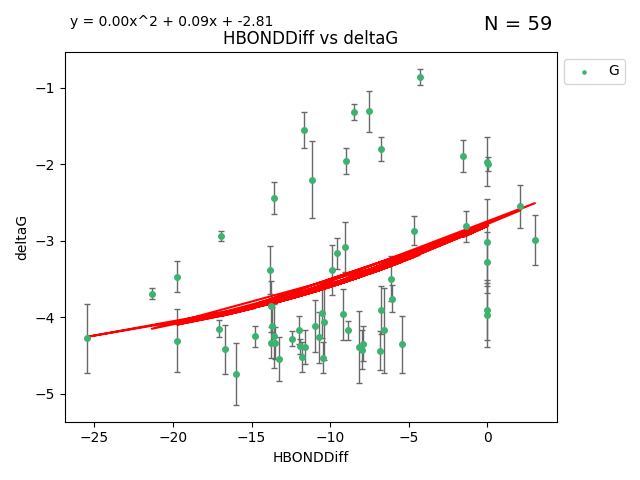 y = 0.00x^2 + 0.09x + -2.81
N = 59
HBONDDiff vs deltaG
G
deltaG
−1
−2
−3
−4
−5
−25
−20
−15
−10
−5
0
HBONDDiff